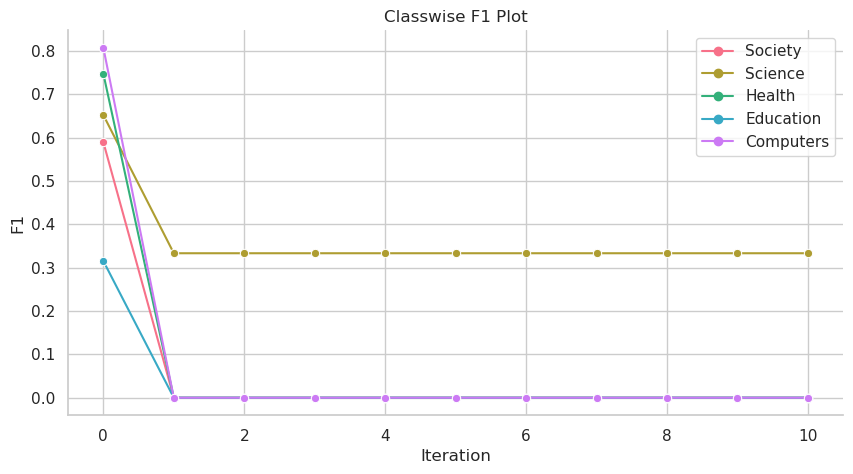 Classwise F1 Plot
Society
Science
Health
Education
Computers
F1
0.8
0.7
0.6
0.5
0.4
0.3
0.2
0.1
0.0
0 2 4 6 8 10
Iteration